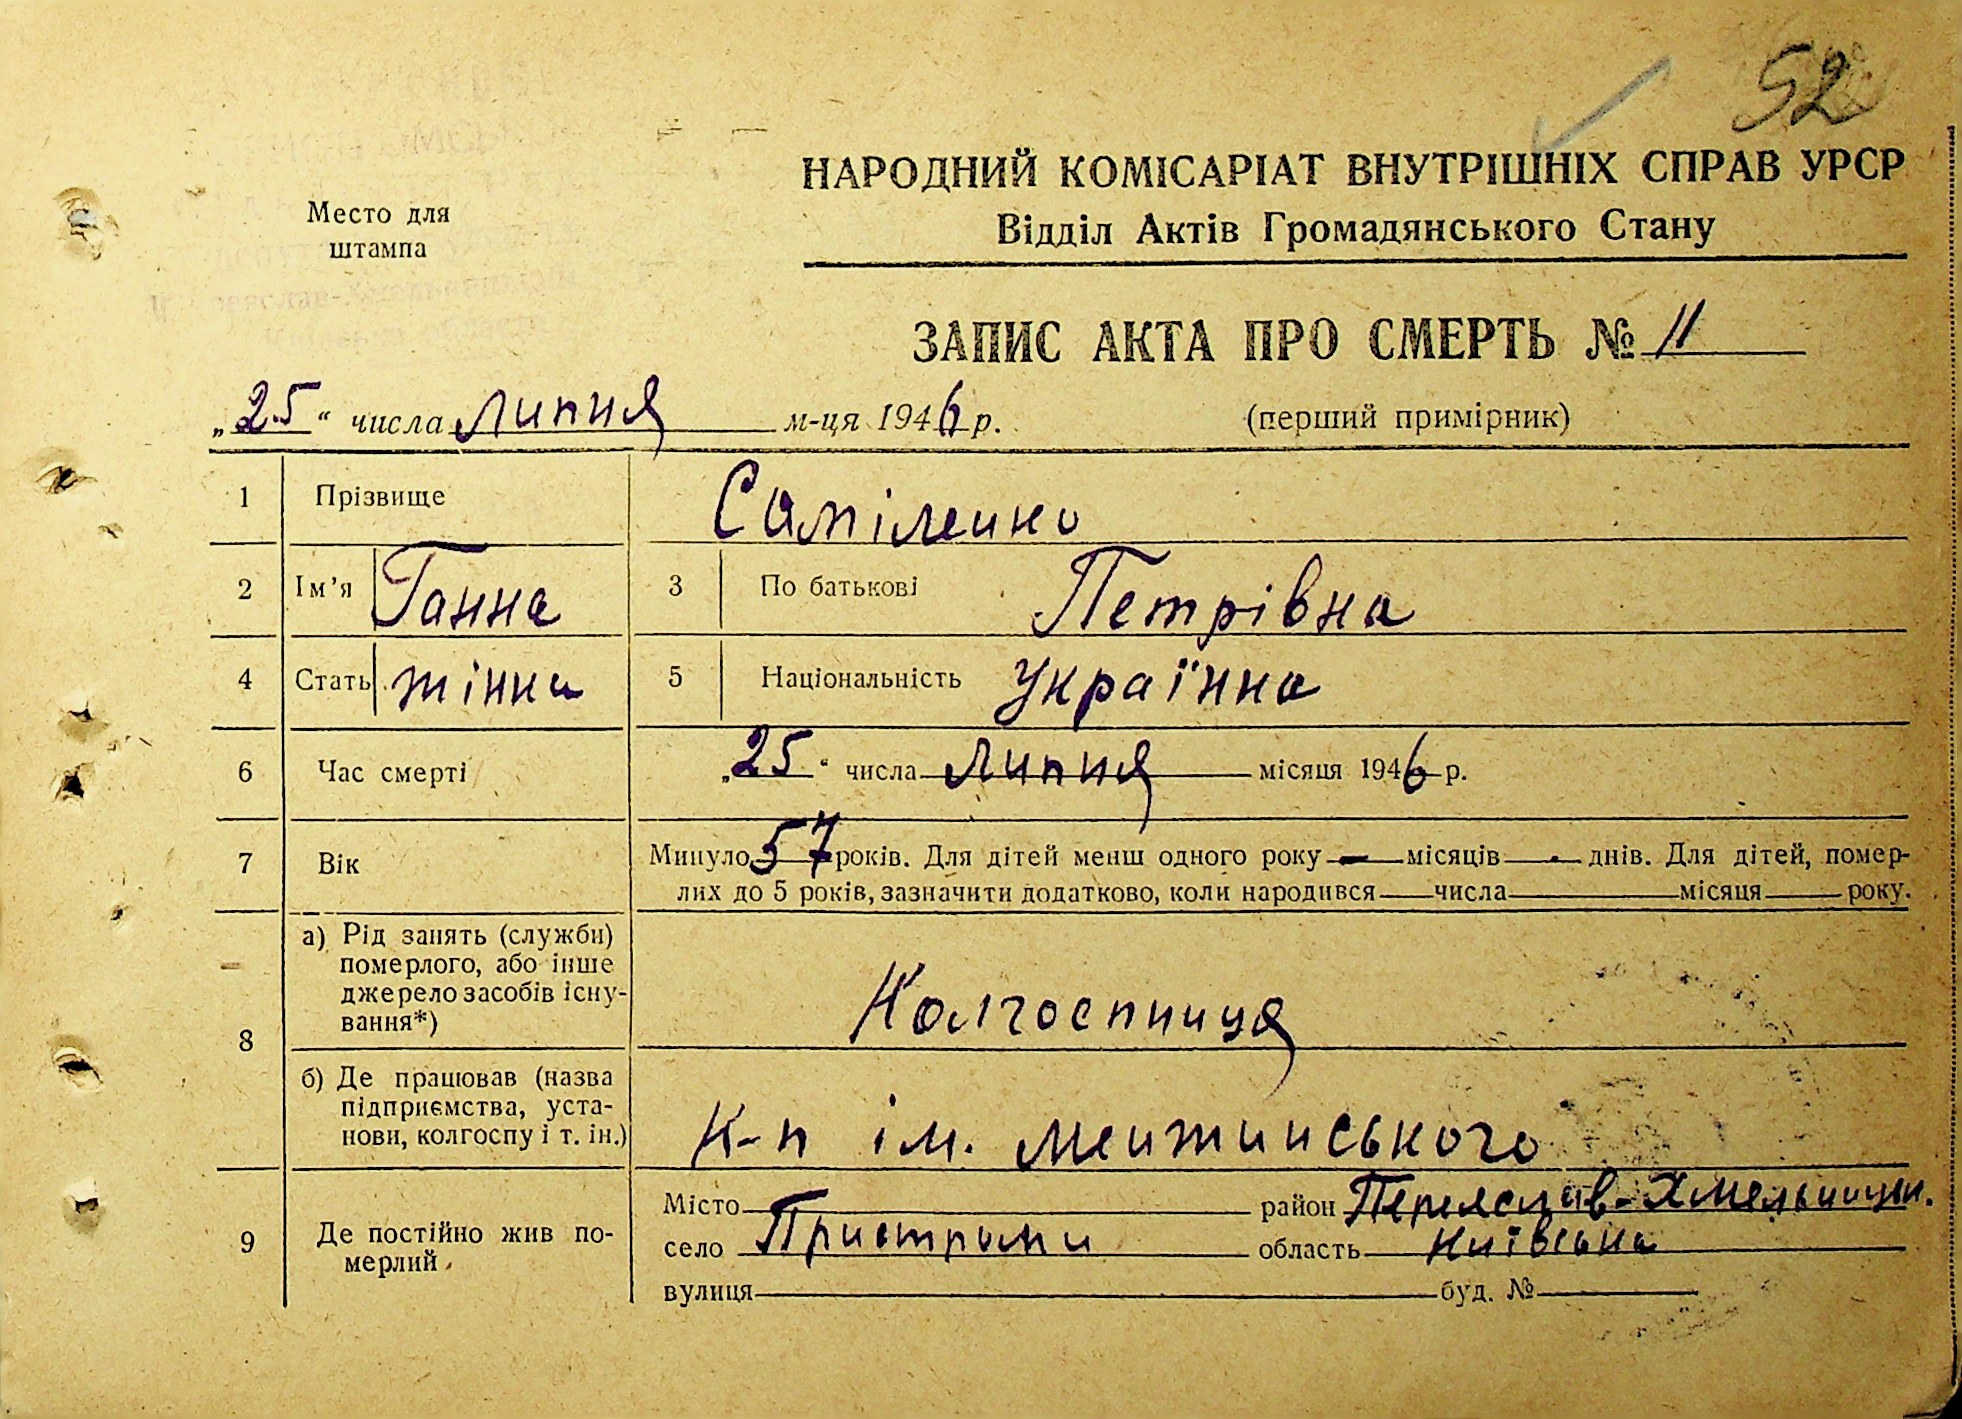 52
НАРОДНИЙ КОМІСАРІАТ ВНУТРІШНІХ СПРАВ УРСР
Место для штампа
Відділ Актів Громадянського Стану
ЗАПИС АКТА ПРО СМЕРТЬ № 11
„25“ числа Липня м-ця 1946 р. (перший примірник)
1 Прізвище Саміленко
2 Ім'я Ганна 3 По батькові Петрівна
4 Стать жінка 5 Національність Українка
6 Час смерті „25“ числа Липня місяця 1946 р.
7 Вік Минуло 57 років. Для дітей менш одного року — місяців — днів. Для дітей, помер-
лих до 5 років, зазначити додатково, коли народився числа місяця року.
8 а) Рід занять (служби)
померлого, або інше
джерело засобів існу-
вання*) Колгоспниця
б) Де працював (назва
підприємства, уста-
нови, колгоспу і т. ін.) К-п ім. Менжинського
9 Де постійно жив по-
мерлий
Місто район Переяслав-Хмельницьк.
село Пристроми область Київська
вулиця буд. №